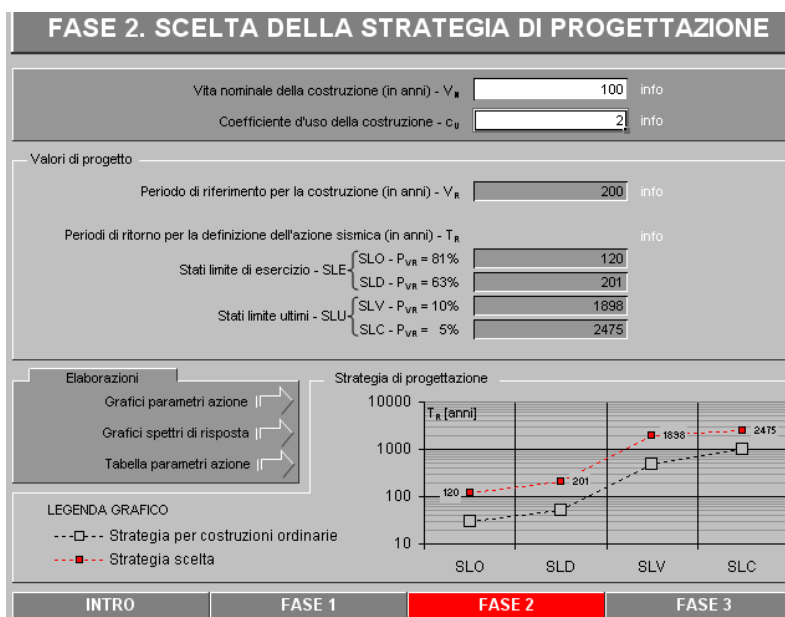 FASE 2. SCELTA DELLA STRATEGIA DI PROGETTAZIONE
Vita nominale della costruzione (in anni) - VN 100 info
Coefficiente d'uso della costruzione - cU 2 info
Valori di progetto
Periodo di riferimento per la costruzione (in anni) - VR 200 info
Periodi di ritorno per la definizione dell'azione sismica (in anni) - TR info
Stati limite di esercizio - SLE
SLO - PVR = 81% 120
SLD - PVR = 63% 201
Stati limite ultimi - SLU
SLV - PVR = 10% 1898
SLC - PVR = 5% 2475
Elaborazioni
Grafici parametri azione
Grafici spettri di risposta
Tabella parametri azione
LEGENDA GRAFICO
Strategia per costruzioni ordinarie
Strategia scelta
Strategia di progettazione
TR [anni]
10000
1000
100
10
120
201
1898
2475
SLO SLD SLV SLC
INTRO FASE 1 FASE 2 FASE 3